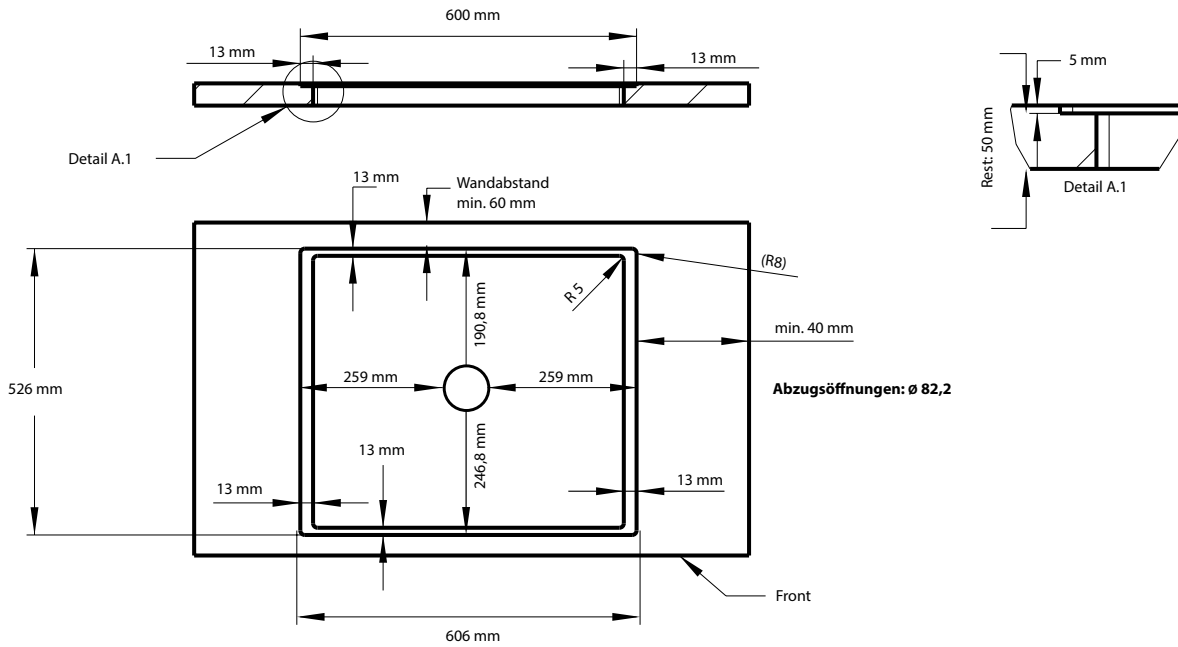 600 mm
13 mm
13 mm
5 mm
Rest: 50 mm
Detail A.1
Detail A.1
13 mm
Wandabstand
min. 60 mm
(R8)
R 5
190,8 mm
min. 40 mm
526 mm
259 mm
259 mm
Abzugsöffnungen: ø 82,2
13 mm
246,8 mm
13 mm
13 mm
Front
606 mm